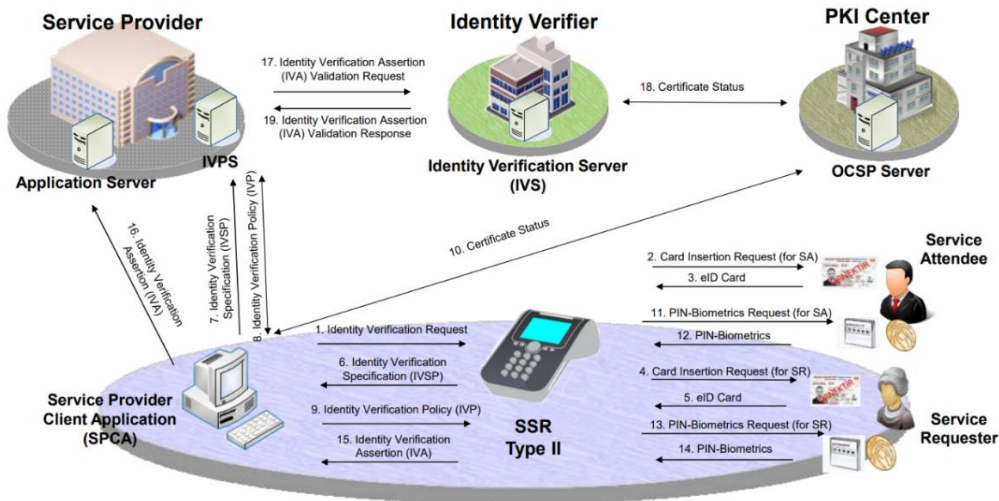 Service Provider
Identity Verifier
PKI Center
17. Identity Verification Assertion
(IVA) Validation Request
18. Certificate Status
19. Identity Verification Assertion
(IVA) Validation Response
IVPS
Application Server
Identity Verification Server
(IVS)
OCSP Server
16. Identity Verification
Assertion (IVA)
7. Identity Verification
Specification (IVSP)
8. Identity Verification Policy (IVP)
10. Certificate Status
Service
Attendee
2. Card Insertion Request (for SA)
3. eID Card
ÖRNEKTİR
11. PIN-Biometrics Request (for SA)
12. PIN-Biometrics
1. Identity Verification Request
6. Identity Verification
Specification (IVSP)
4. Card Insertion Request (for SR)
5. eID Card
ÖRNEKTİR
Service Provider
Client Application
(SPCA)
9. Identity Verification Policy (IVP)
15. Identity Verification
Assertion (IVA)
SSR
Type II
13. PIN-Biometrics Request (for SR)
14. PIN-Biometrics
Service
Requester